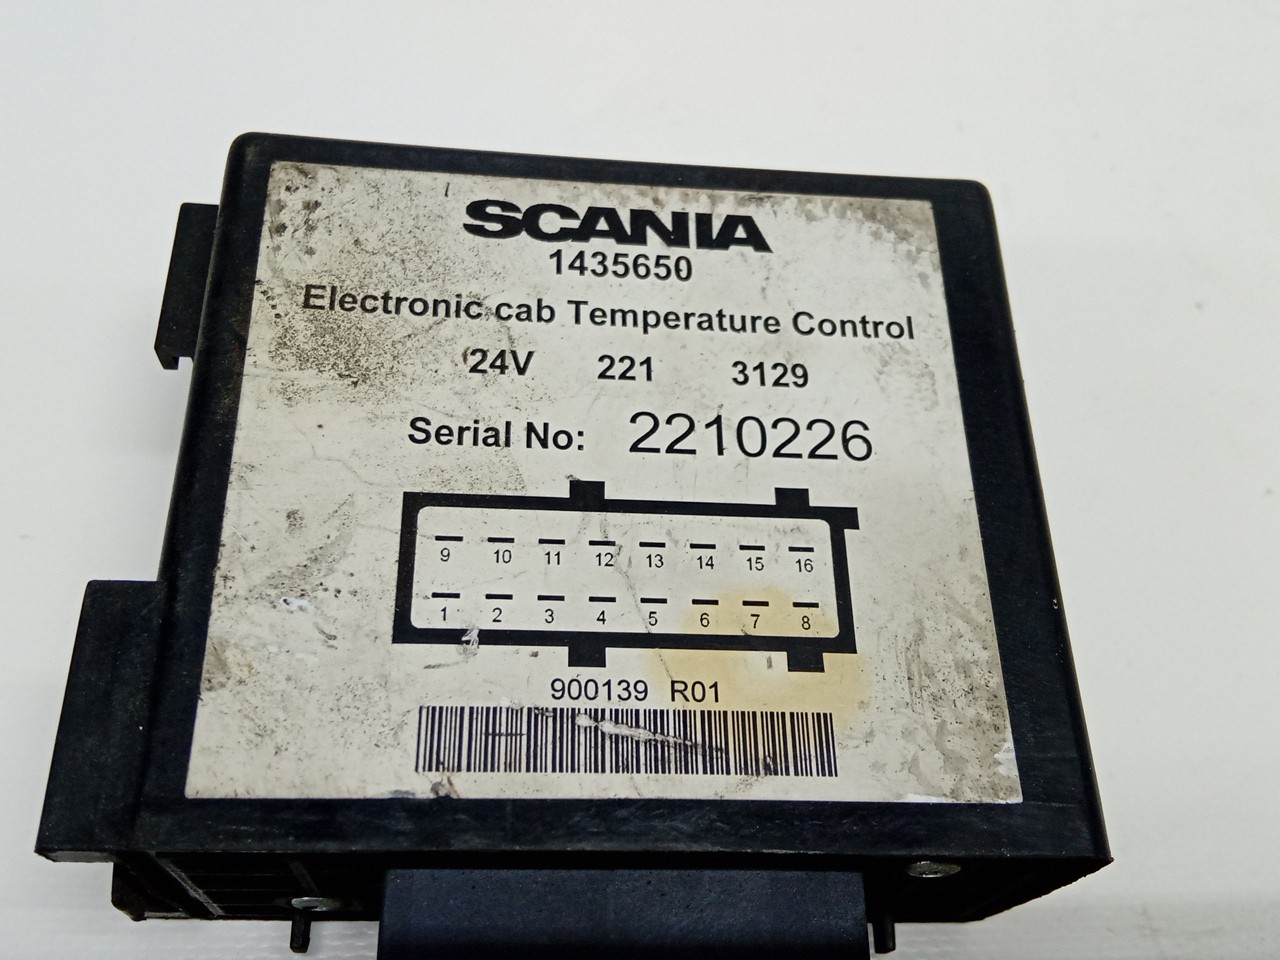 SCANIA
1435650
Electronic cab Temperature Control
24V 221 3129
Serial No: 2210226
9 10 11 12 13 14 15 16
1 2 3 4 5 6 7 8
900139 R01